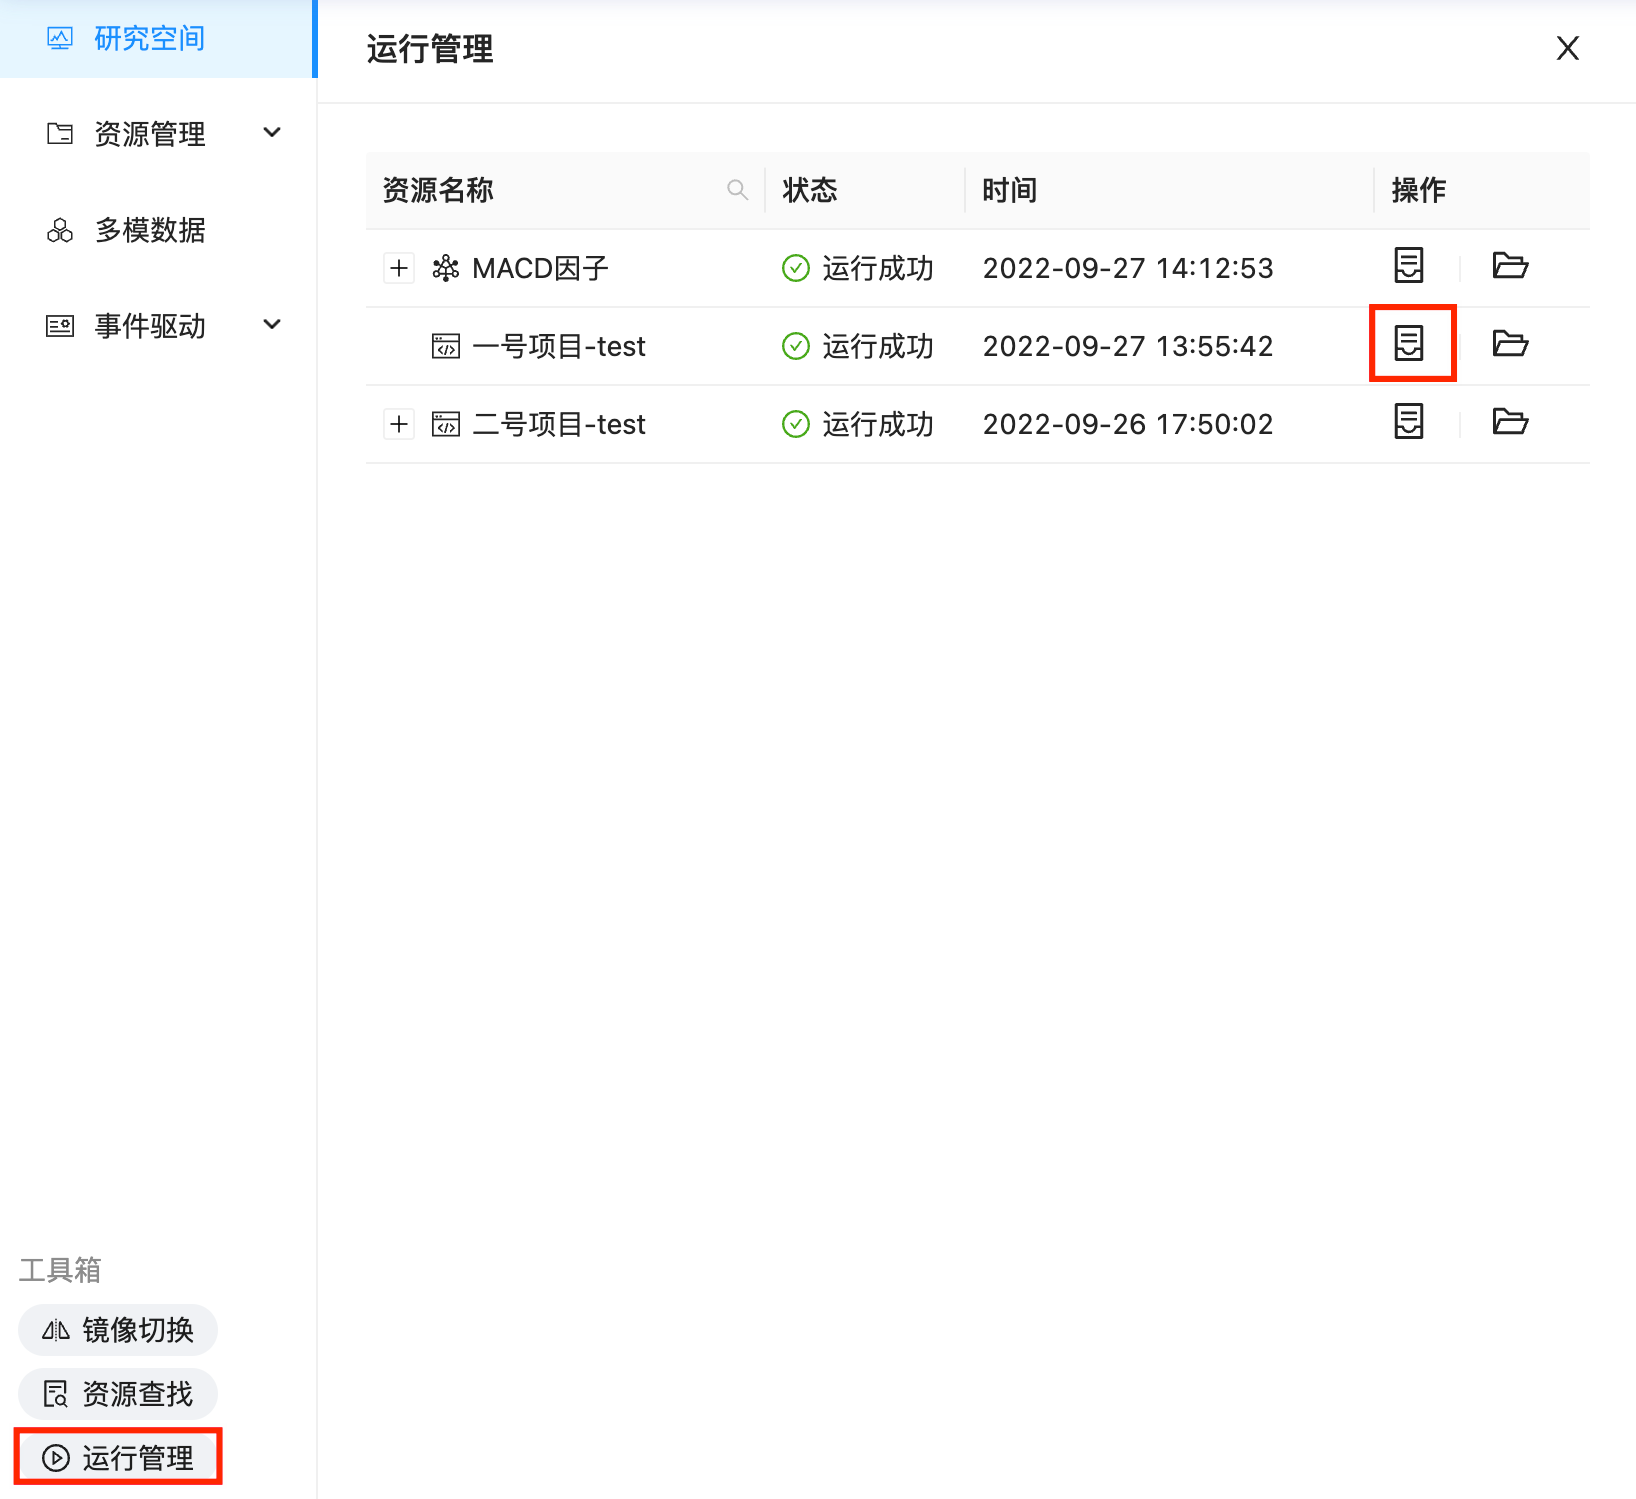 研究空间
资源管理
多模数据
事件驱动
工具箱
镜像切换
资源查找
运行管理
运行管理
资源名称 状态 时间 操作
MACD因子 运行成功 2022-09-27 14:12:53
一号项目-test 运行成功 2022-09-27 13:55:42
二号项目-test 运行成功 2022-09-26 17:50:02